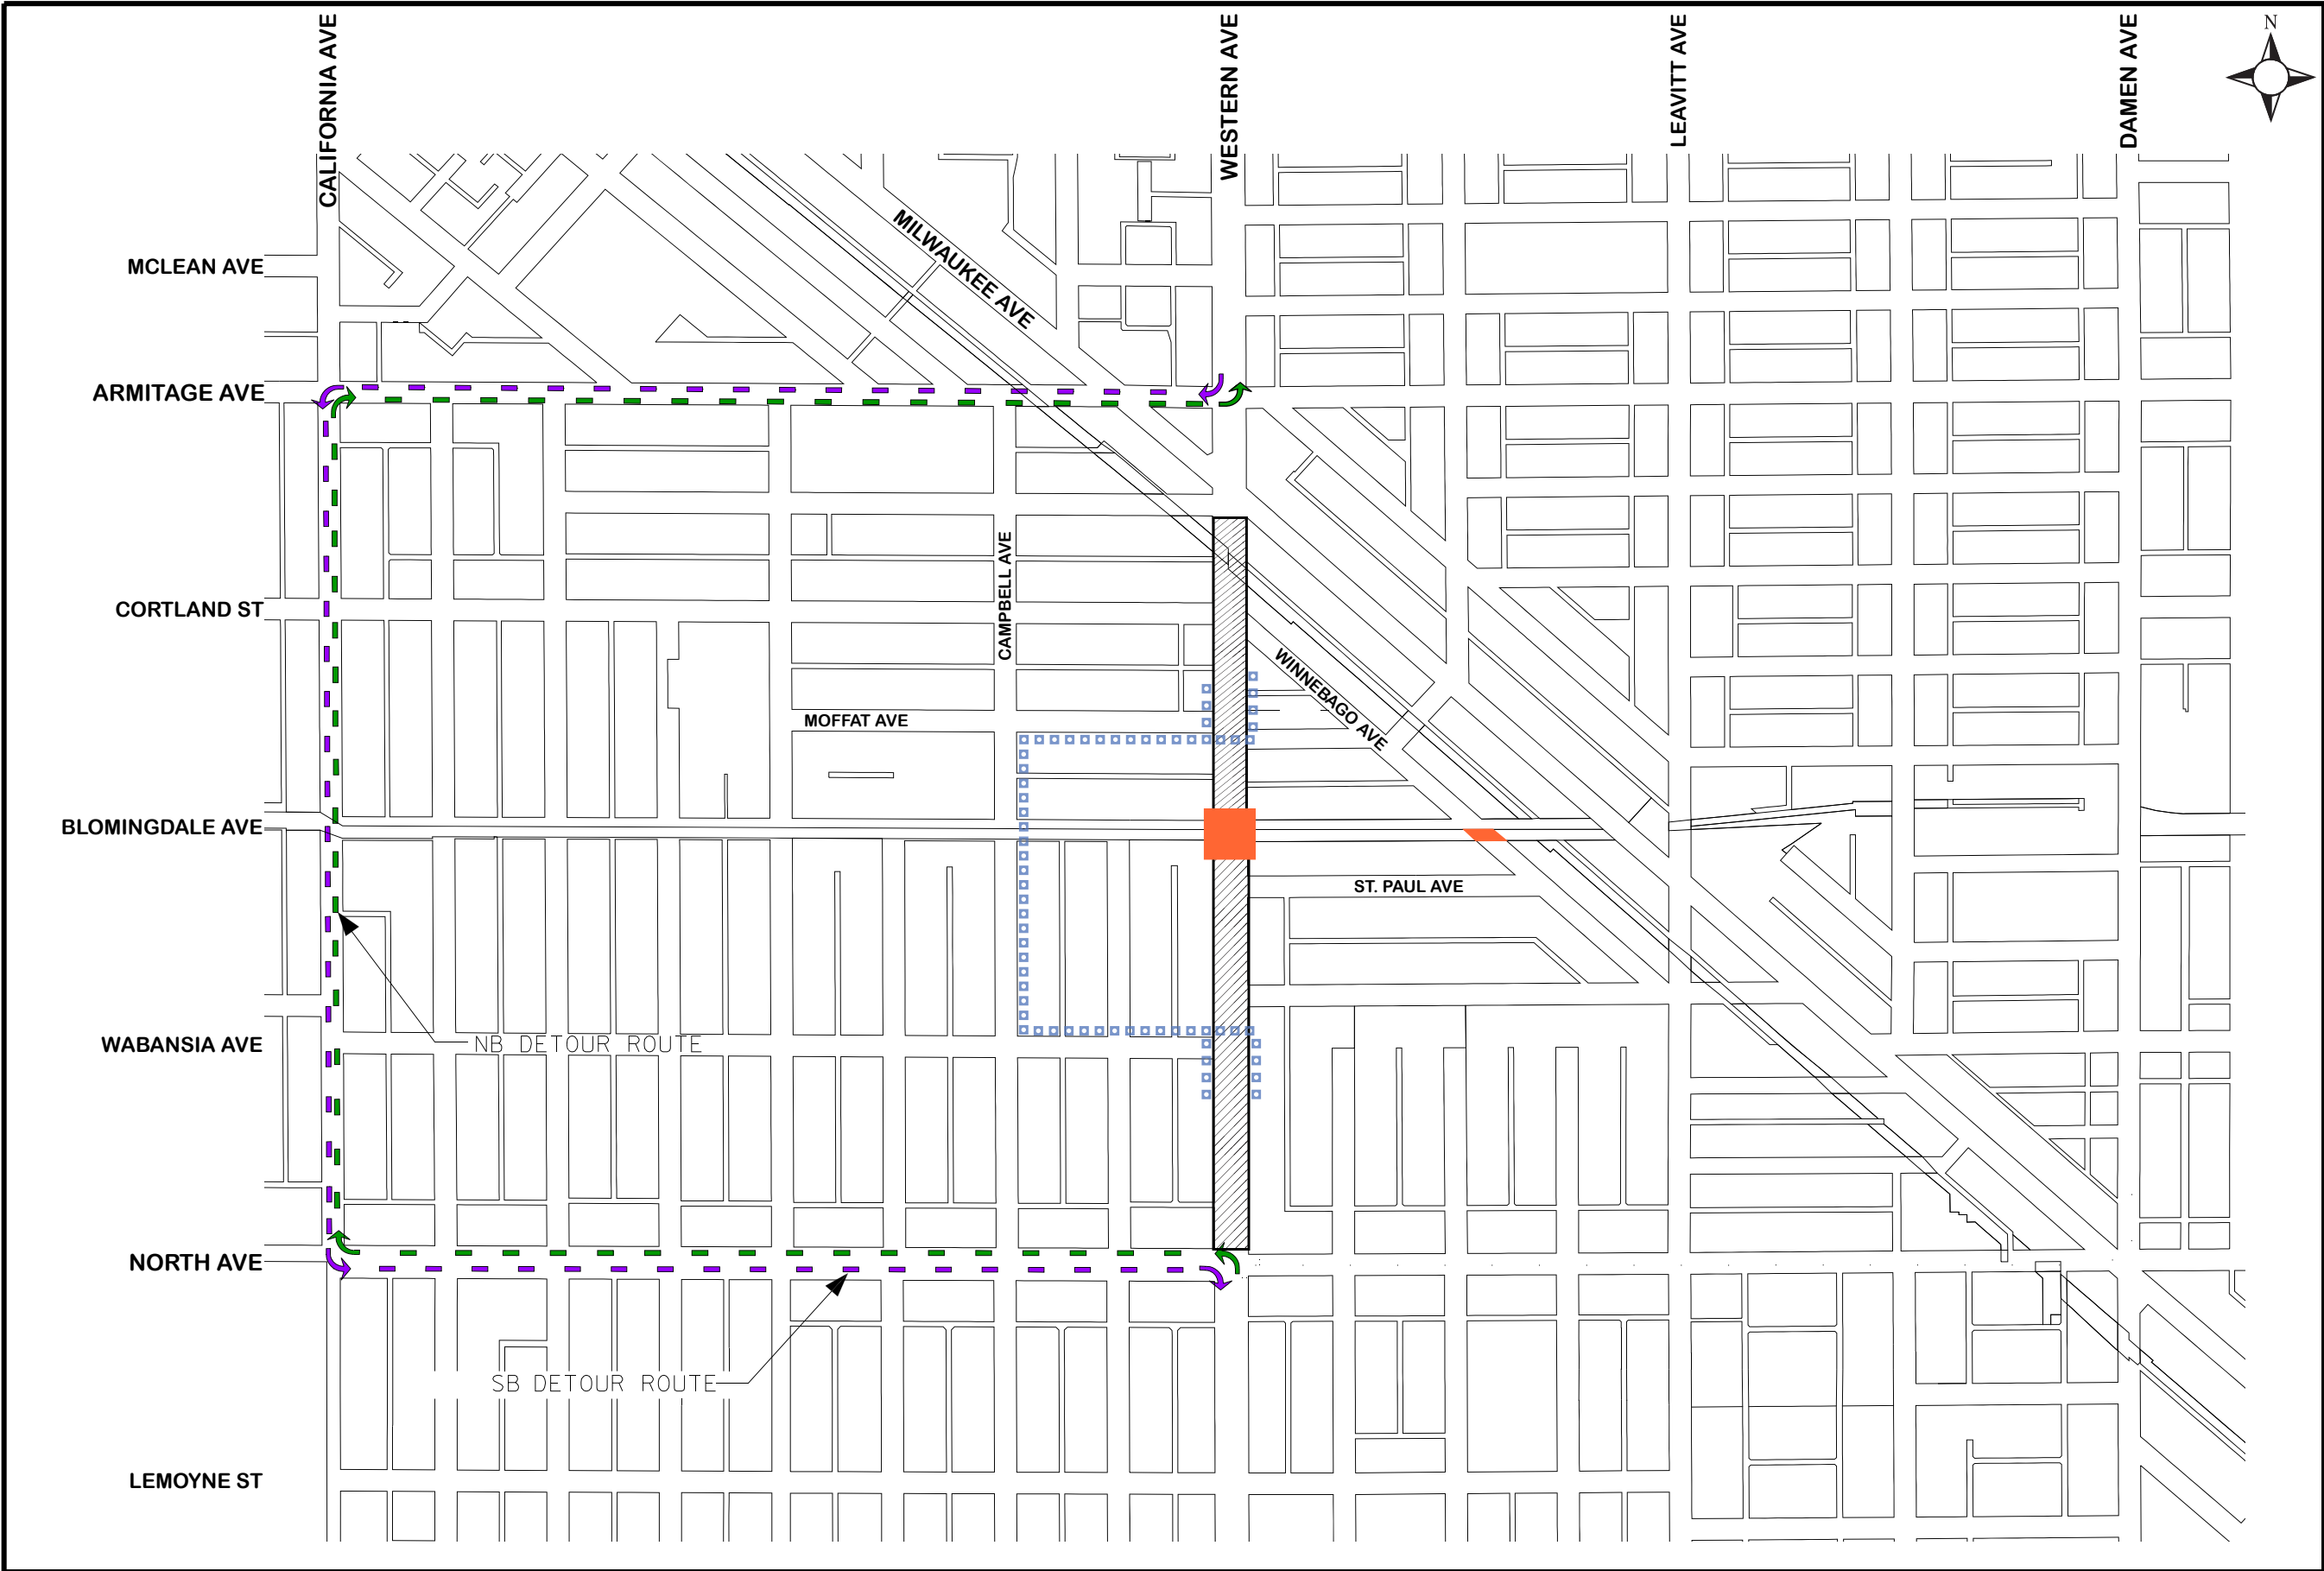 CALIFORNIA AVE
WESTERN AVE
LEAVITT AVE
DAMEN AVE
N
MILWAUKEE AVE
MCLEAN AVE
ARMITAGE AVE
CAMPBELL AVE
CORTLAND ST
WINNEBAGO AVE
MOFFAT AVE
BLOMINGDALE AVE
ST. PAUL AVE
NB DETOUR ROUTE
WABANSIA AVE
NORTH AVE
SB DETOUR ROUTE
LEMOYNE ST